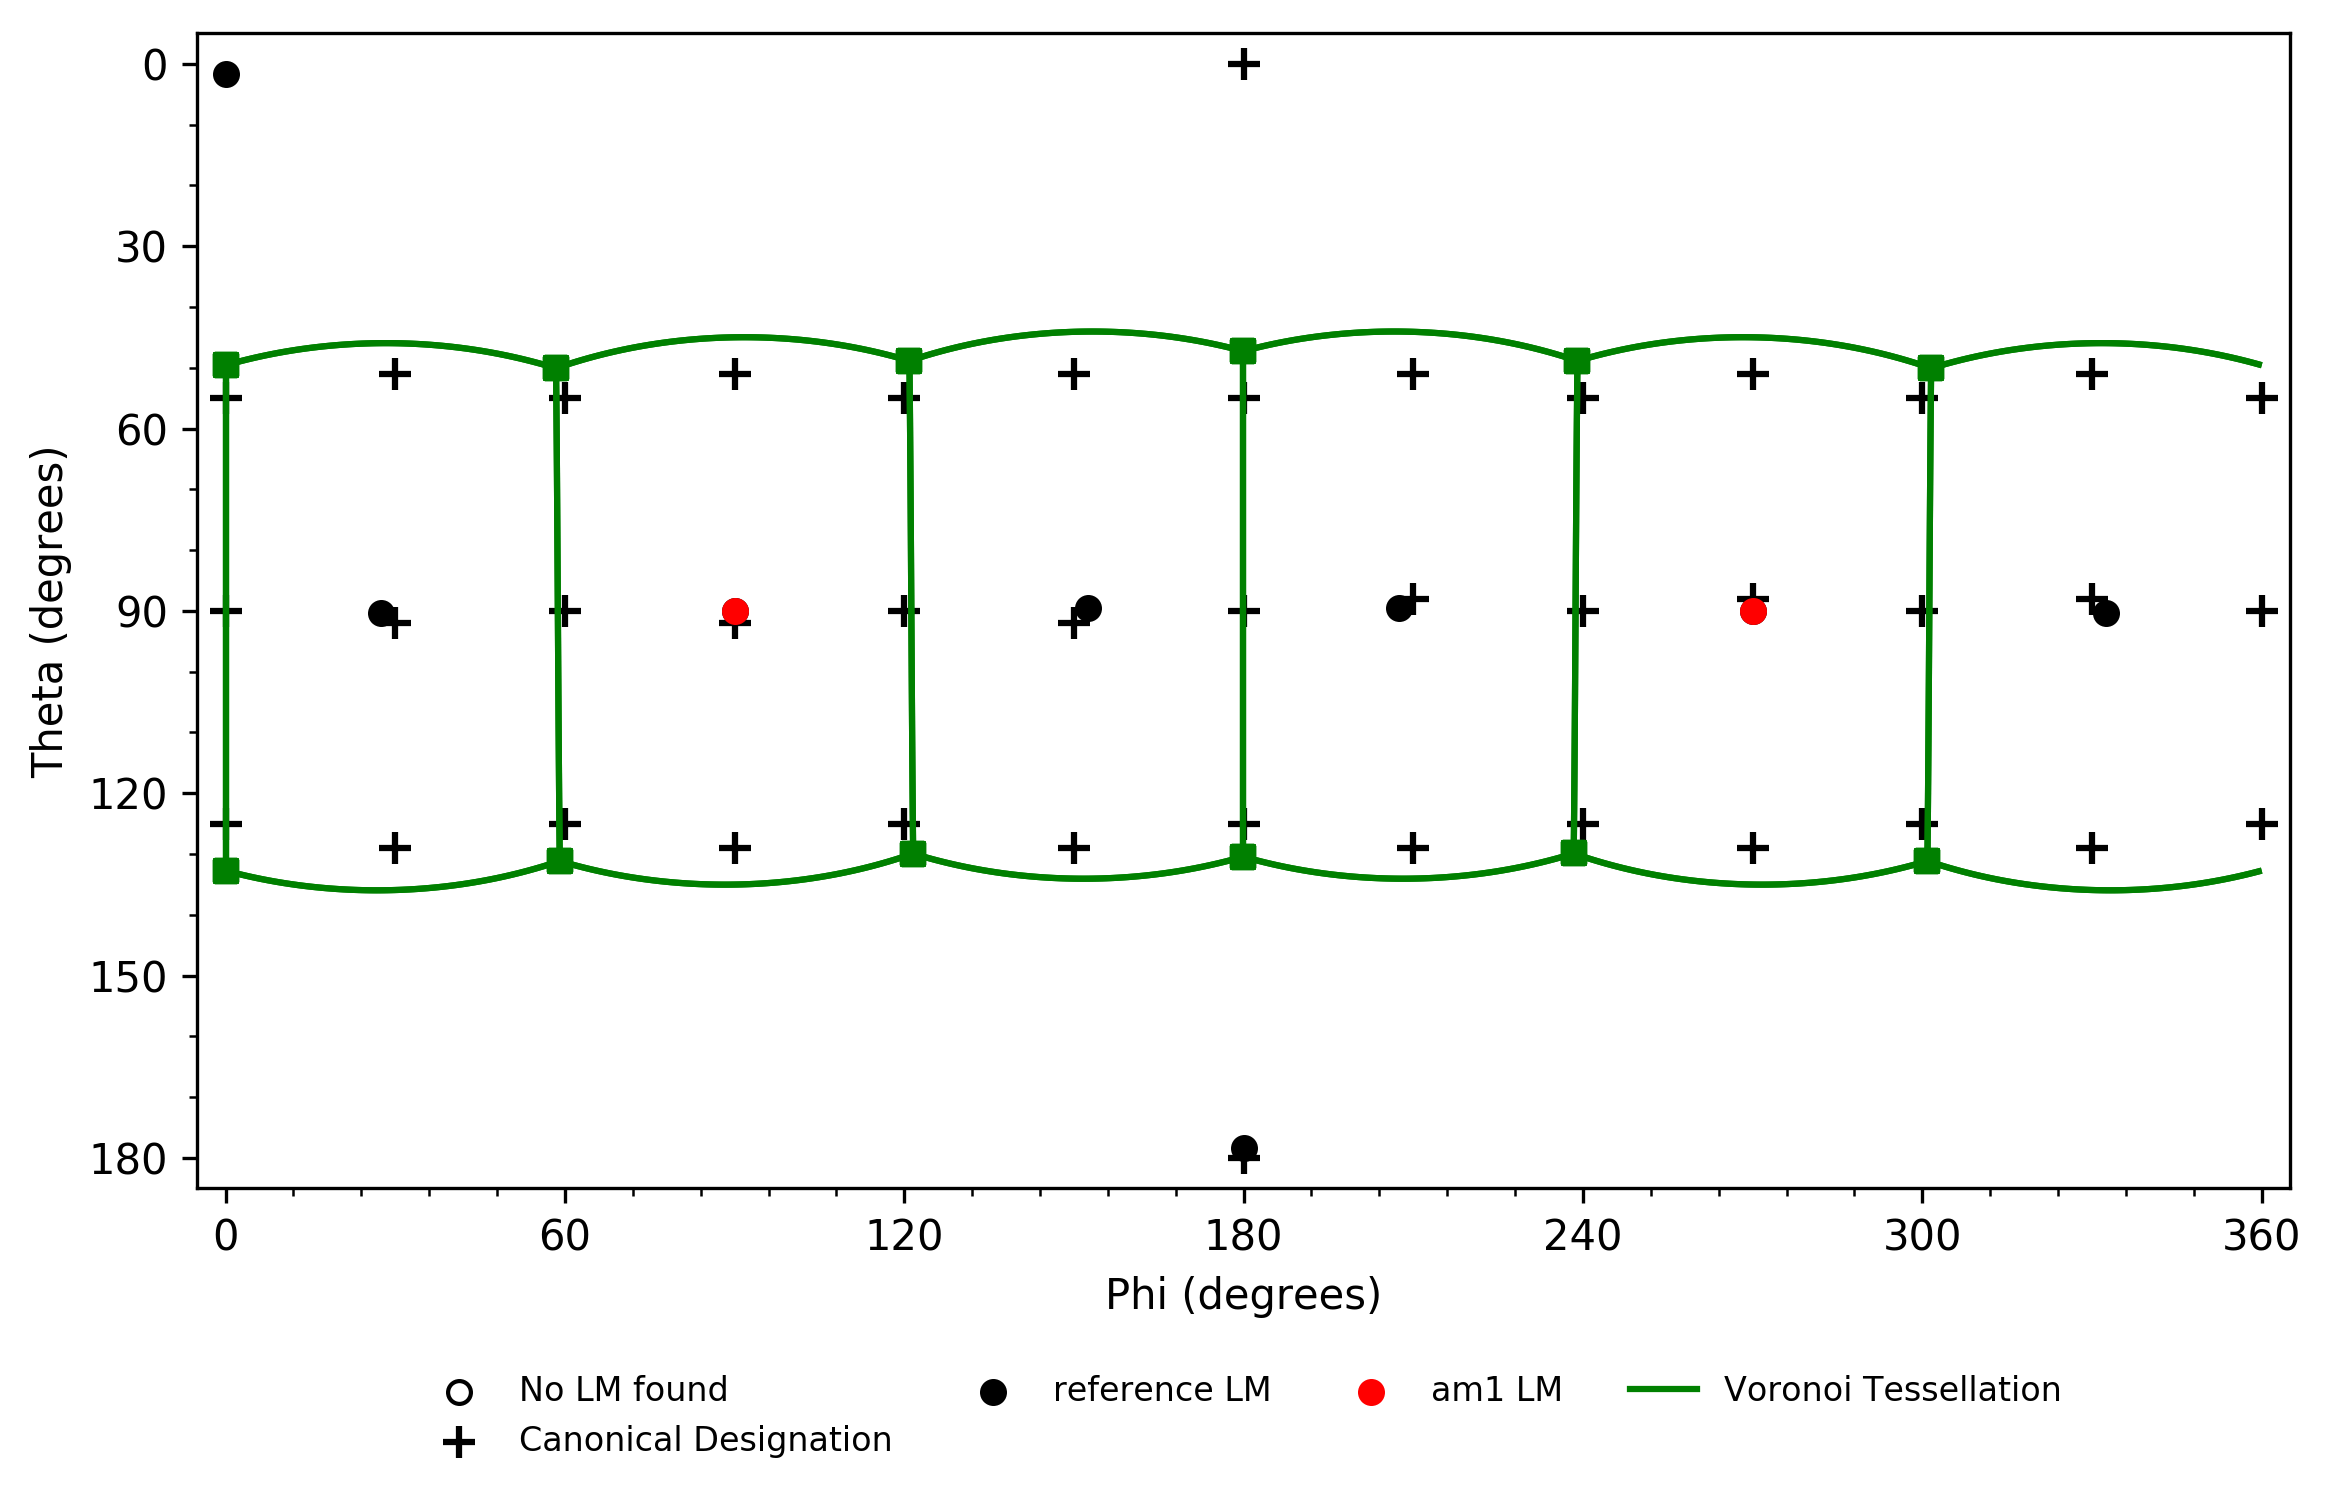 0
30
60
90
120
150
180
Theta (degrees)
0 60 120 180 240 300 360
Phi (degrees)
No LM found reference LM am1 LM Voronoi Tessellation
Canonical Designation